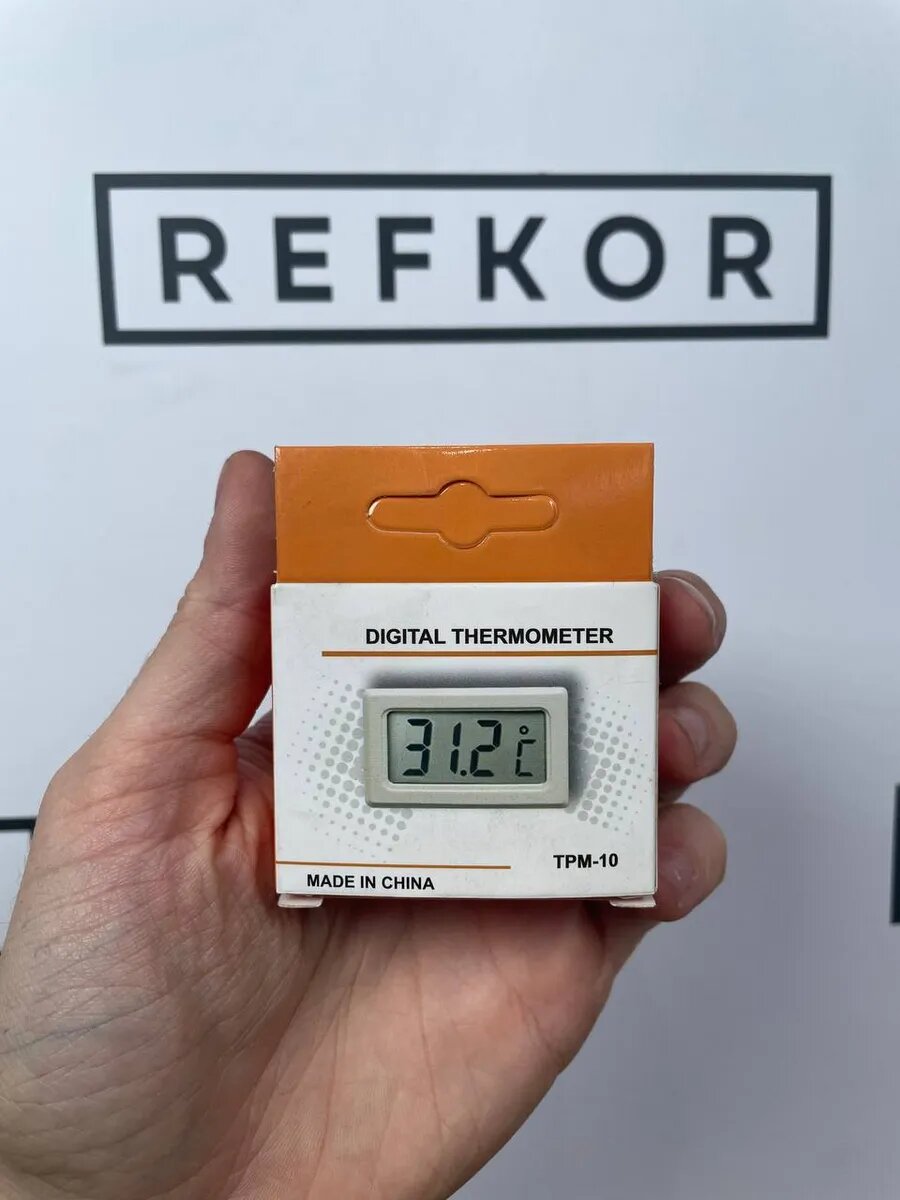 REFKOR
DIGITAL THERMOMETER
31.2 °C
TPM-10
MADE IN CHINA